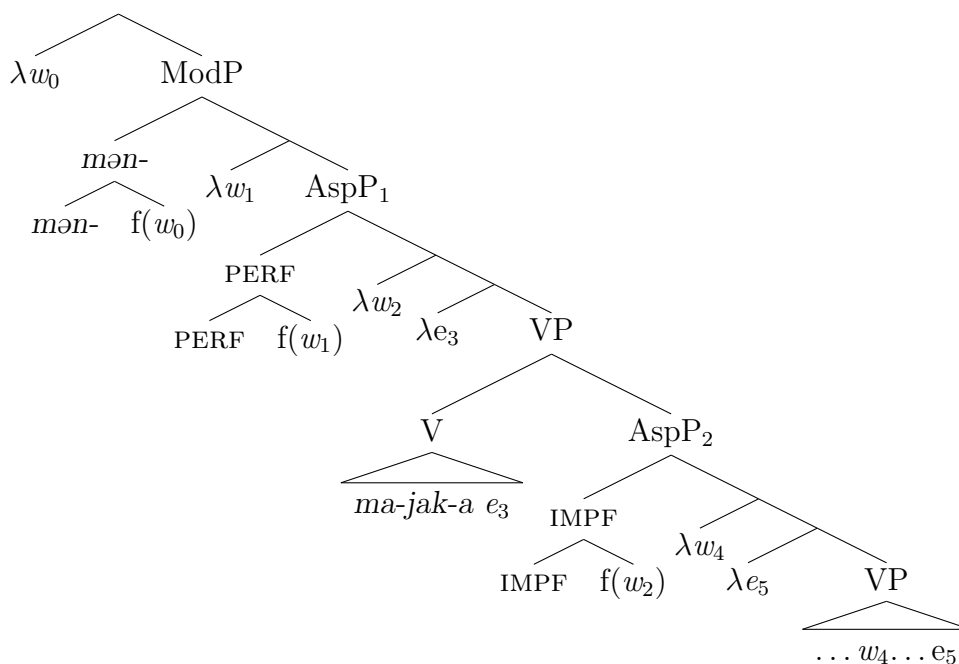 λw₀ ModP
mən-
mən- f(w₀)
λw₁ AspP₁
PERF
PERF f(w₁)
λw₂
λe₃ VP
V AspP₂
ma-jak-a e₃
IMPF
IMPF f(w₂)
λw₄
λe₅ VP
…w₄…e₅